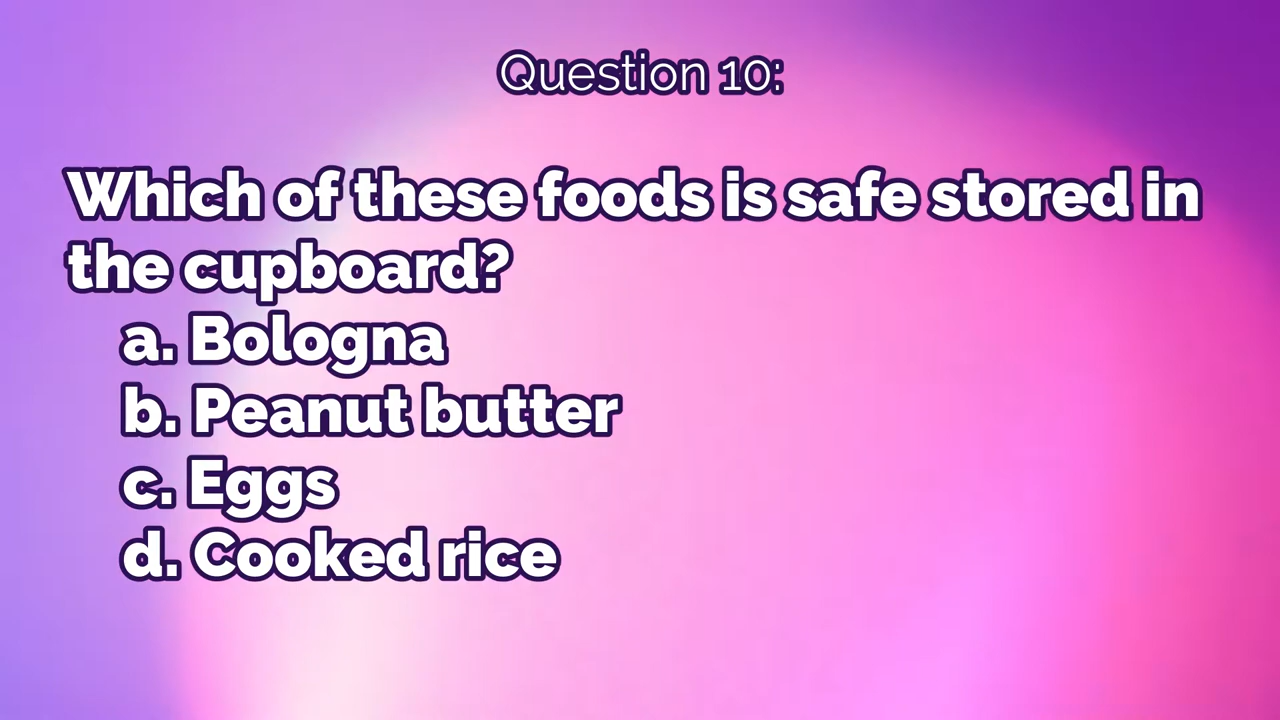 Question 10:
Which of these foods is safe stored in
the cupboard?
a. Bologna
b. Peanut butter
c. Eggs
d. Cooked rice